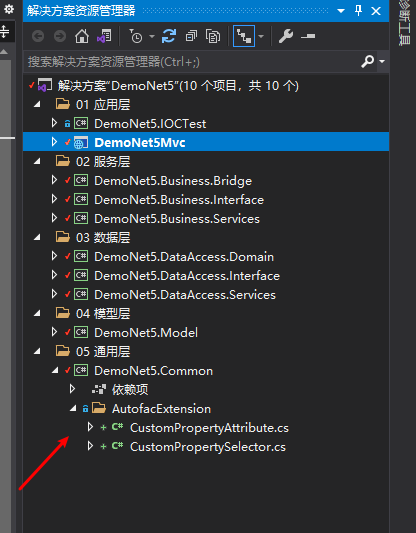 解决方案资源管理器
诊断工具
搜索解决方案资源管理器(Ctrl+;)
解决方案"DemoNet5"(10 个项目，共 10 个)
01 应用层
DemoNet5.IOCTest
DemoNet5Mvc
02 服务层
DemoNet5.Business.Bridge
DemoNet5.Business.Interface
DemoNet5.Business.Services
03 数据层
DemoNet5.DataAccess.Domain
DemoNet5.DataAccess.Interface
DemoNet5.DataAccess.Services
04 模型层
DemoNet5.Model
05 通用层
DemoNet5.Common
依赖项
AutofacExtension
CustomPropertyAttribute.cs
CustomPropertySelector.cs